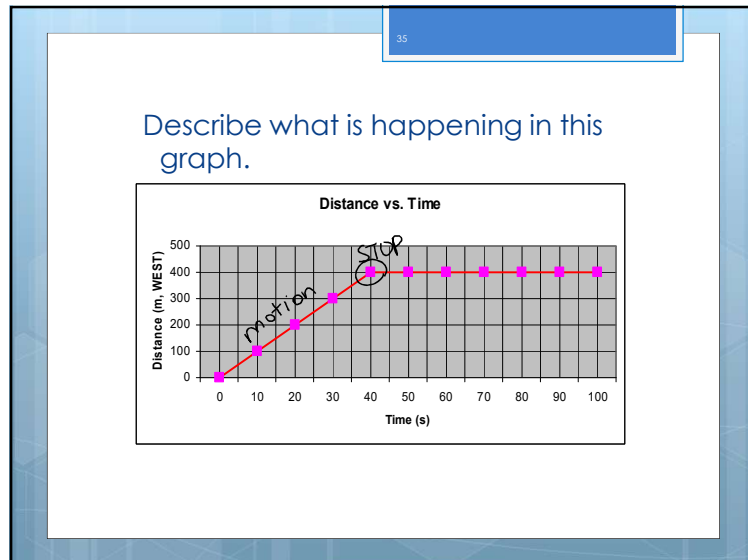 35
Describe what is happening in this
graph.
Distance vs. Time
Distance (m, WEST)
500
400
300
200
100
0
motion
STOP
0 10 20 30 40 50 60 70 80 90 100
Time (s)